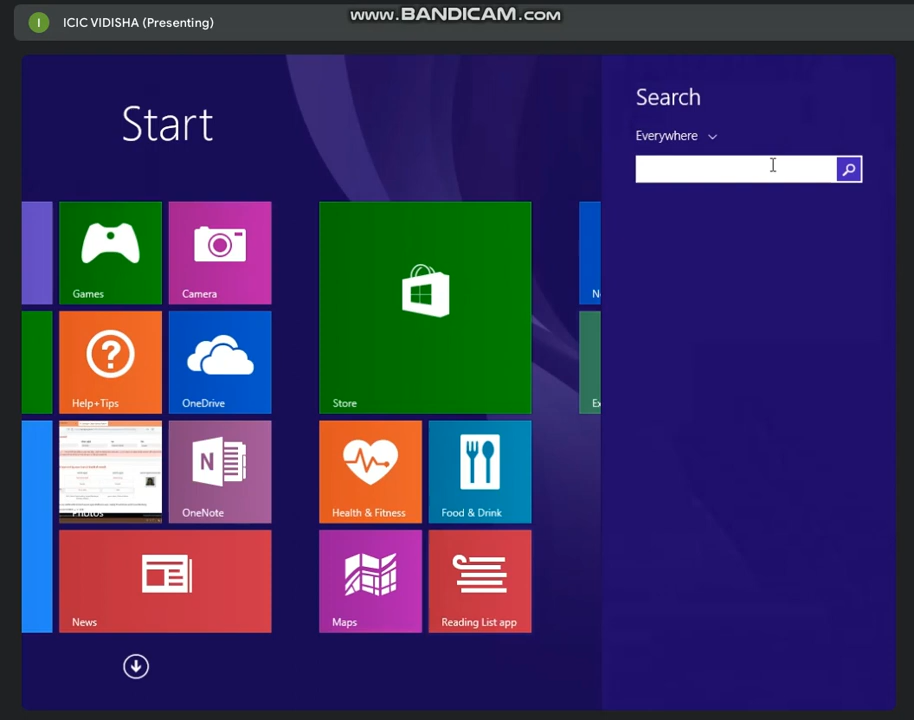 I ICIC VIDISHA (Presenting)
WWW.BANDICAM.COM
Start
Search
Everywhere
Games
Camera
Help+Tips
OneDrive
Store
Photos
N
OneNote
Health & Fitness
Food & Drink
News
Maps
Reading List app